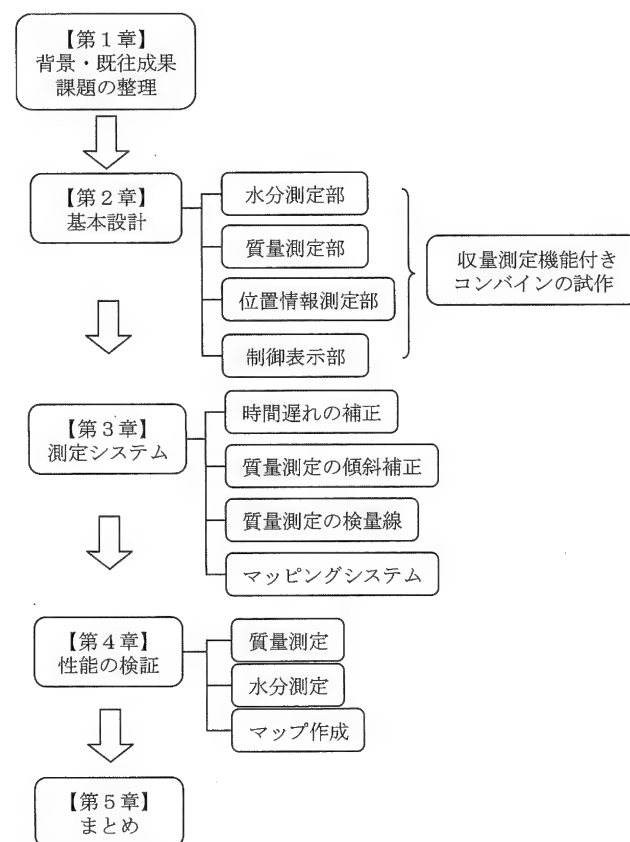 【第１章】
背景・既往成果
課題の整理
【第２章】
基本設計
水分測定部
質量測定部
位置情報測定部
制御表示部
収量測定機能付き
コンバインの試作
【第３章】
測定システム
時間遅れの補正
質量測定の傾斜補正
質量測定の検量線
マッピングシステム
【第４章】
性能の検証
質量測定
水分測定
マップ作成
【第５章】
まとめ